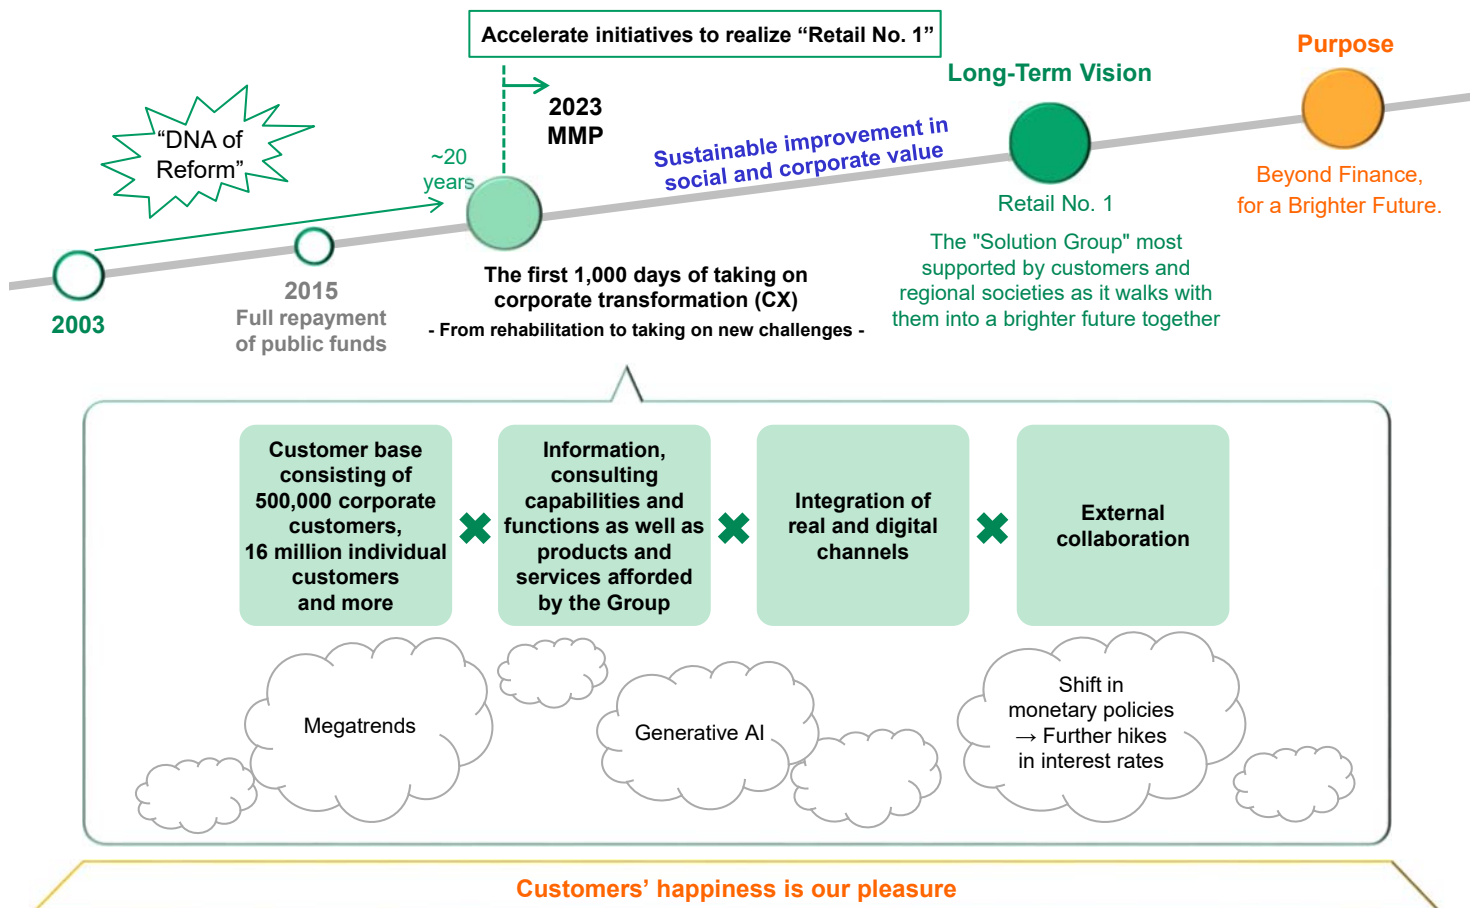 Accelerate initiatives to realize “Retail No. 1”
Purpose
Long-Term Vision
2023
MMP
“DNA of
Reform”
~20
years
Sustainable improvement in
social and corporate value
Beyond Finance,
for a Brighter Future.
Retail No. 1
The "Solution Group" most
supported by customers and
regional societies as it walks with
them into a brighter future together
2003
2015
Full repayment
of public funds
The first 1,000 days of taking on
corporate transformation (CX)
- From rehabilitation to taking on new challenges -
Customer base
consisting of
500,000 corporate
customers,
16 million individual
customers
and more
Information,
consulting
capabilities and
functions as well as
products and
services afforded
by the Group
Integration of
real and digital
channels
External
collaboration
Megatrends
Generative AI
Shift in
monetary policies
→ Further hikes
in interest rates
Customers’ happiness is our pleasure